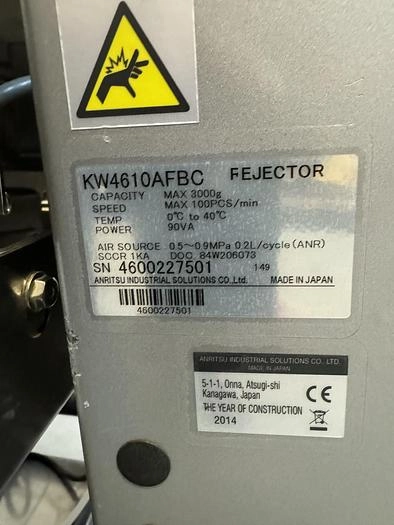 KW4610AFBC FEJECTOR
CAPACITY MAX 3000g
SPEED MAX 100PCS/min
TEMP 0℃ to 40℃
POWER 90VA
AIR SOURCE 0.5~0.9MPa 0.2L/cycle (ANR)
SCCR 1KA DOC. 84W206073
SN 4600227501 149
ANRITSU INDUSTRIAL SOLUTIONS CO.,Ltd. MADE IN JAPAN
4600227501
ANRITSU INDUSTRIAL SOLUTIONS CO. LTD.
MADE IN JAPAN
5-1-1, Onna, Atsugi-shi
Kanagawa, Japan
CE
THE YEAR OF CONSTRUCTION
2014